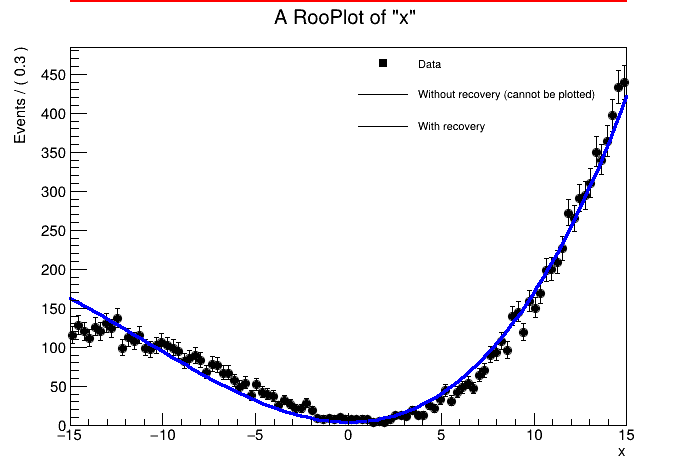 A RooPlot of "x"
Events / ( 0.3 )
450
400
350
300
250
200
150
100
50
0
Data
Without recovery (cannot be plotted)
With recovery
−15 −10 −5 0 5 10 15
x